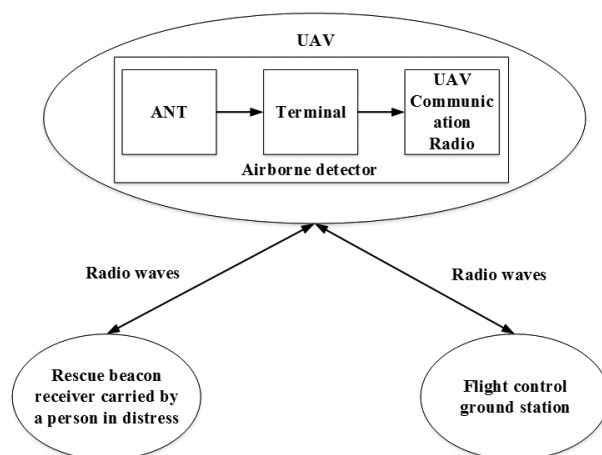 UAV
ANT
Terminal
UAV
Communic
ation
Radio
Airborne detector
Radio waves
Radio waves
Rescue beacon
receiver carried by
a person in distress
Flight control
ground station